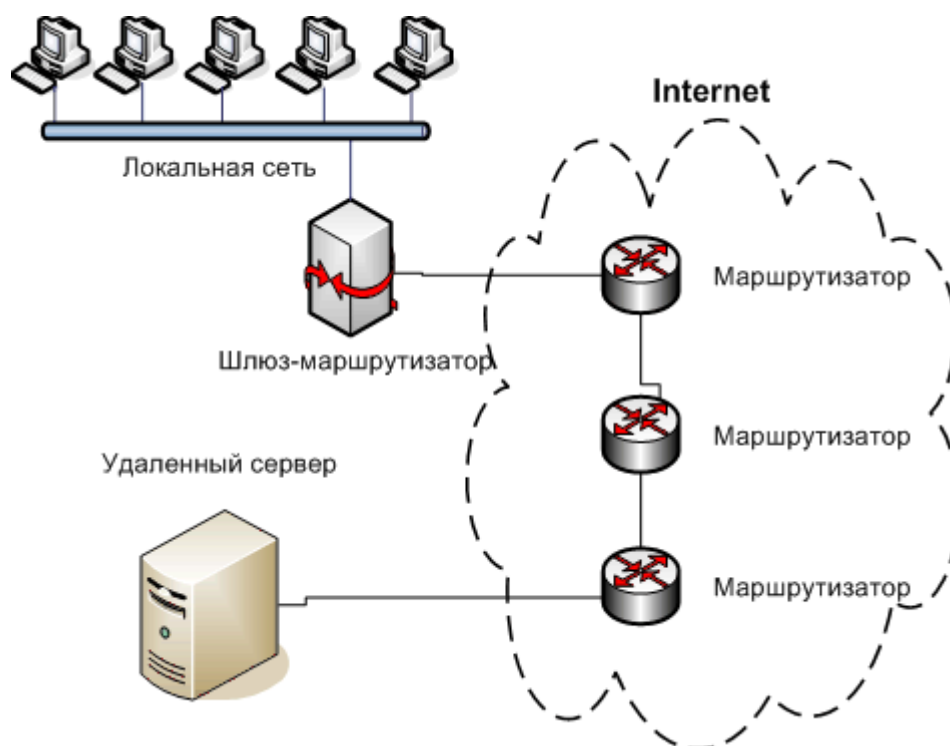 Internet
Локальная сеть
Маршрутизатор
Шлюз-маршрутизатор
Маршрутизатор
Удаленный сервер
Маршрутизатор